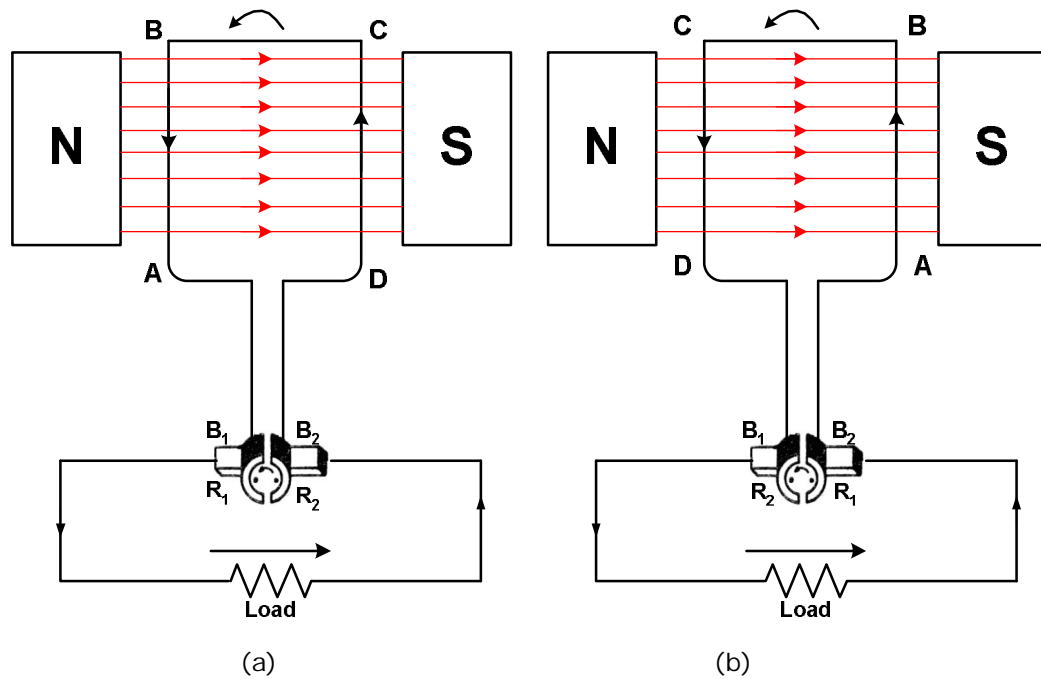 B C
N S
A D
B₁ B₂
R₁ R₂
Load
(a)
C B
N S
D A
B₁ B₂
R₂ R₁
Load
(b)